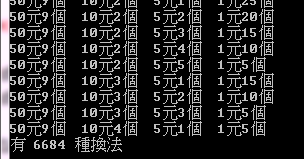 50元9個 10元2個 5元1個 1元25個
50元9個 10元2個 5元2個 1元20個
50元9個 10元2個 5元3個 1元15個
50元9個 10元2個 5元4個 1元10個
50元9個 10元2個 5元5個 1元5個
50元9個 10元3個 5元1個 1元15個
50元9個 10元3個 5元2個 1元10個
50元9個 10元3個 5元3個 1元5個
50元9個 10元4個 5元1個 1元5個
有 6684 種換法